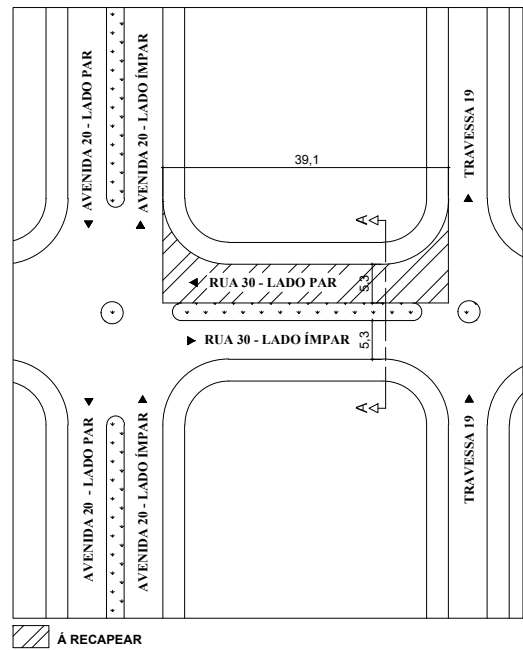 AVENIDA 20 - LADO PAR
AVENIDA 20 - LADO ÍMPAR
TRAVESSA 19
39,1
A
RUA 30 - LADO PAR
5,3
RUA 30 - LADO ÍMPAR
5,3
A
AVENIDA 20 - LADO PAR
AVENIDA 20 - LADO ÍMPAR
TRAVESSA 19
Á RECAPEAR